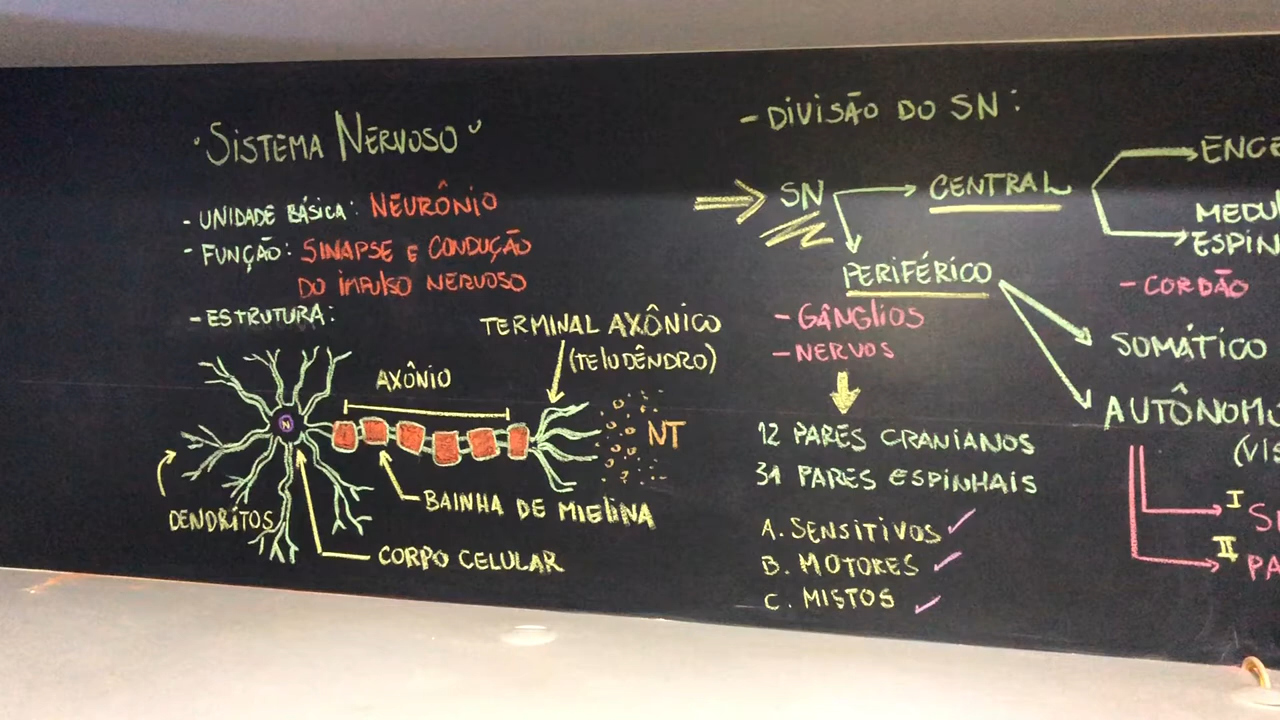 "Sistema Nervoso"
- UNIDADE BÁSICA: NEURÔNIO
- FUNÇÃO: SINAPSE E CONDUÇÃO
DO IMPULSO NERVOSO
- ESTRUTURA:
TERMINAL AXÔNICO
(TELUDÊNDRO)
AXÔNIO
N
NT
DENDRITOS
BAINHA DE MIELINA
CORPO CELULAR
- DIVISÃO DO SN:
SN
CENTRAL
PERIFÉRICO
- GÂNGLIOS
- NERVOS
12 PARES CRANIANOS
31 PARES ESPINHAIS
A. SENSITIVOS ✓
B. MOTORES ✓
C. MISTOS ✓
- CORDÃO
SOMÁTICO
I
II